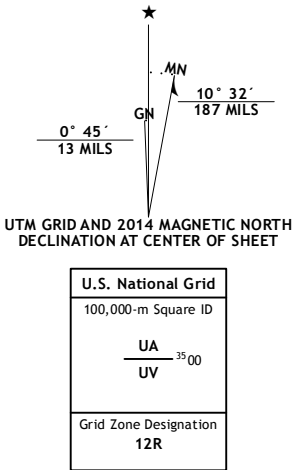 ★
MN
GN
10° 32´
187 MILS
0° 45´
13 MILS
UTM GRID AND 2014 MAGNETIC NORTH
DECLINATION AT CENTER OF SHEET
U.S. National Grid
100,000-m Square ID
UA
3500
UV
Grid Zone Designation
12R